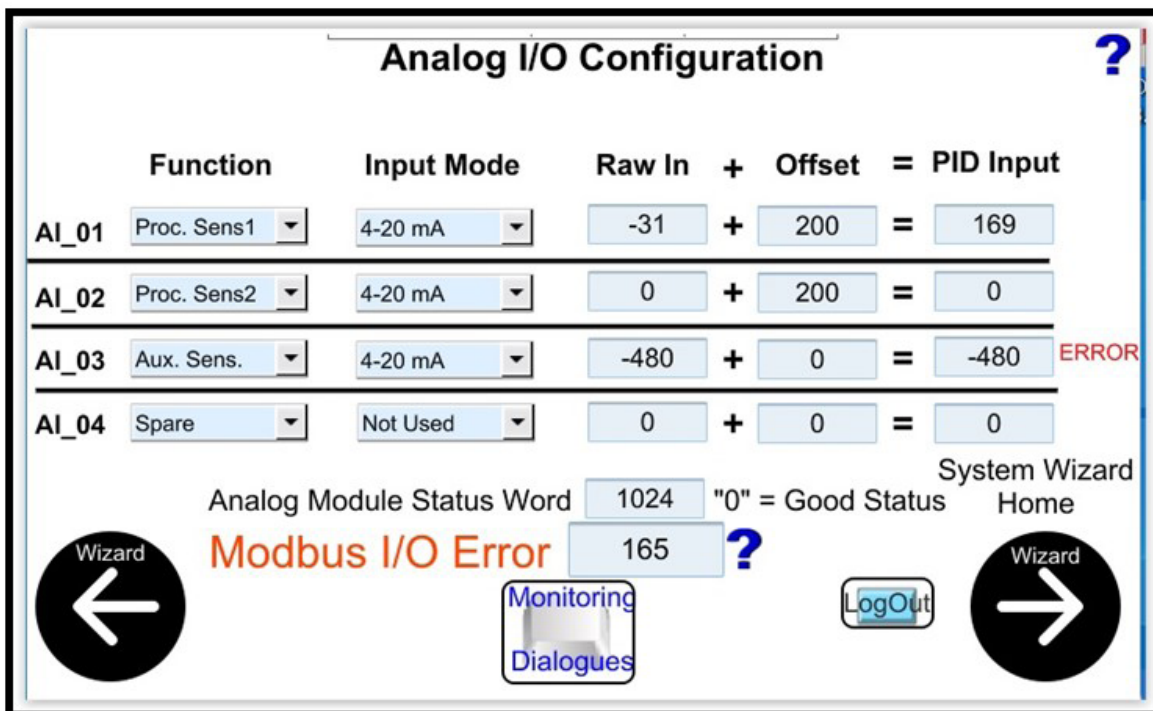 Analog I/O Configuration ?
Function Input Mode Raw In + Offset = PID Input
AI_01 Proc. Sens1 4-20 mA -31 + 200 = 169
AI_02 Proc. Sens2 4-20 mA 0 + 200 = 0
AI_03 Aux. Sens. 4-20 mA -480 + 0 = -480 ERROR
AI_04 Spare Not Used 0 + 0 = 0
Analog Module Status Word 1024 "0" = Good Status
System Wizard
Home
Modbus I/O Error 165 ?
Wizard
Monitoring
Dialogues
LogOut
Wizard